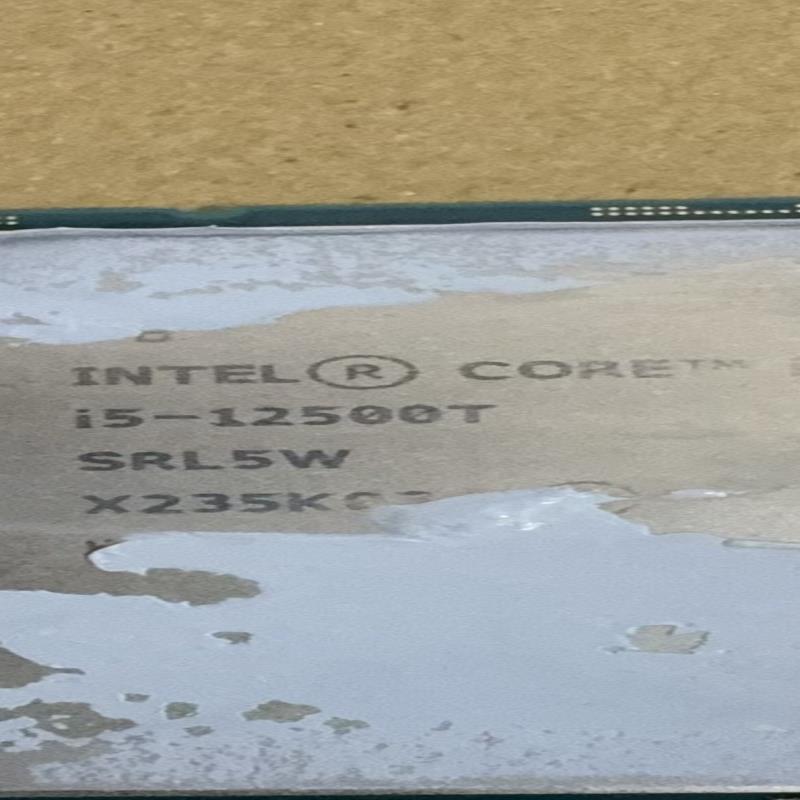 INTEL® CORE™
i5-12500T
SRL5W